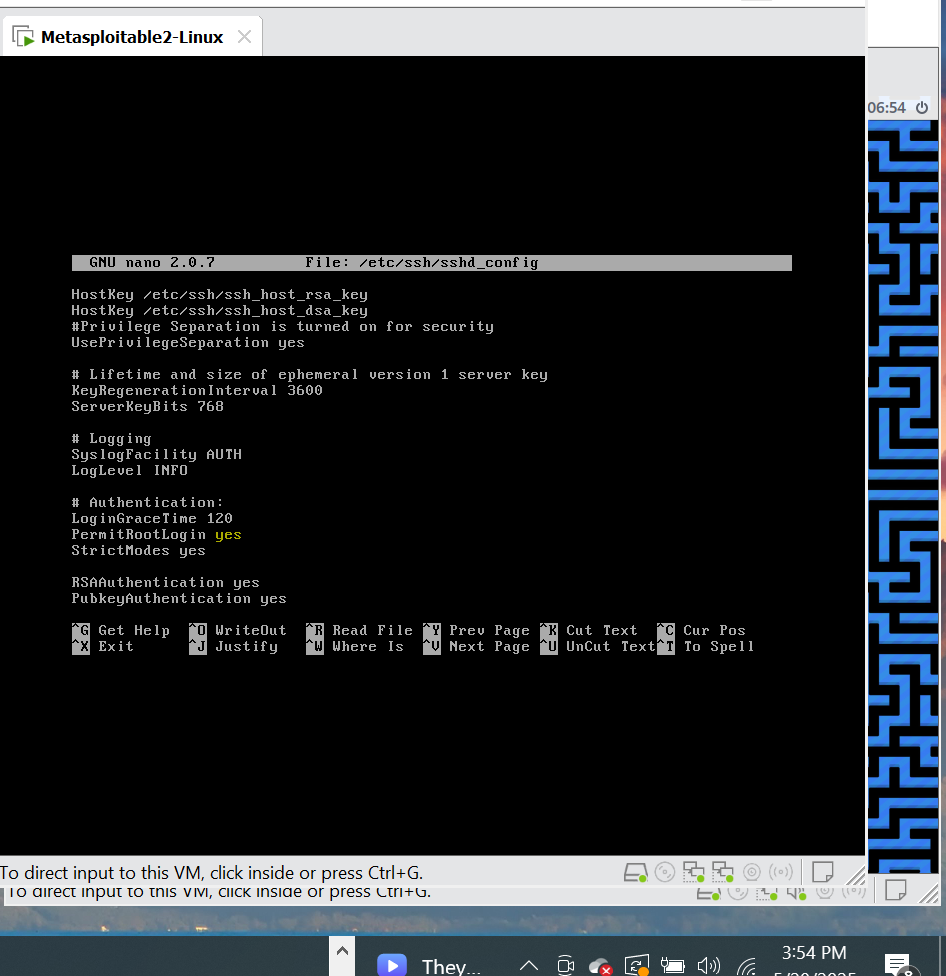 Metasploitable2-Linux
06:54
GNU nano 2.0.7 File: /etc/ssh/sshd_config
HostKey /etc/ssh/ssh_host_rsa_key
HostKey /etc/ssh/ssh_host_dsa_key
#Privilege Separation is turned on for security
UsePrivilegeSeparation yes
# Lifetime and size of ephemeral version 1 server key
KeyRegenerationInterval 3600
ServerKeyBits 768
# Logging
SyslogFacility AUTH
LogLevel INFO
# Authentication:
LoginGraceTime 120
PermitRootLogin yes
StrictModes yes
RSAAuthentication yes
PubkeyAuthentication yes
^G Get Help ^O WriteOut ^R Read File ^Y Prev Page ^K Cut Text ^C Cur Pos
^X Exit ^J Justify ^W Where Is ^V Next Page ^U UnCut Text ^T To Spell
To direct input to this VM, click inside or press Ctrl+G.
To direct input to this VM, click inside or press Ctrl+G.
They...
3:54 PM